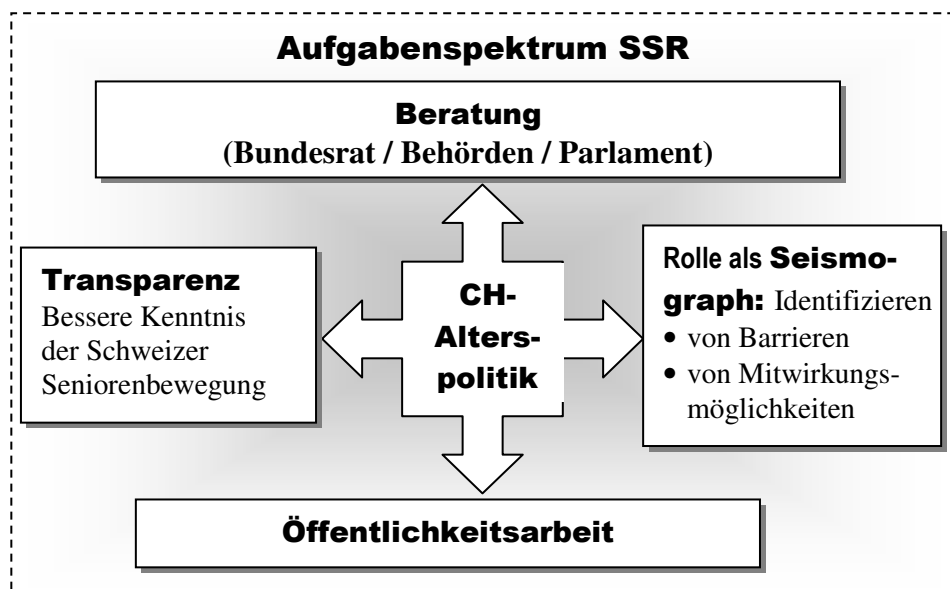 Aufgabenspektrum SSR
Beratung
(Bundesrat / Behörden / Parlament)
Transparenz
Bessere Kenntnis
der Schweizer
Seniorenbewegung
CH-
Alters-
politik
Rolle als Seismo-
graph: Identifizieren
• von Barrieren
• von Mitwirkungs-
möglichkeiten
Öffentlichkeitsarbeit